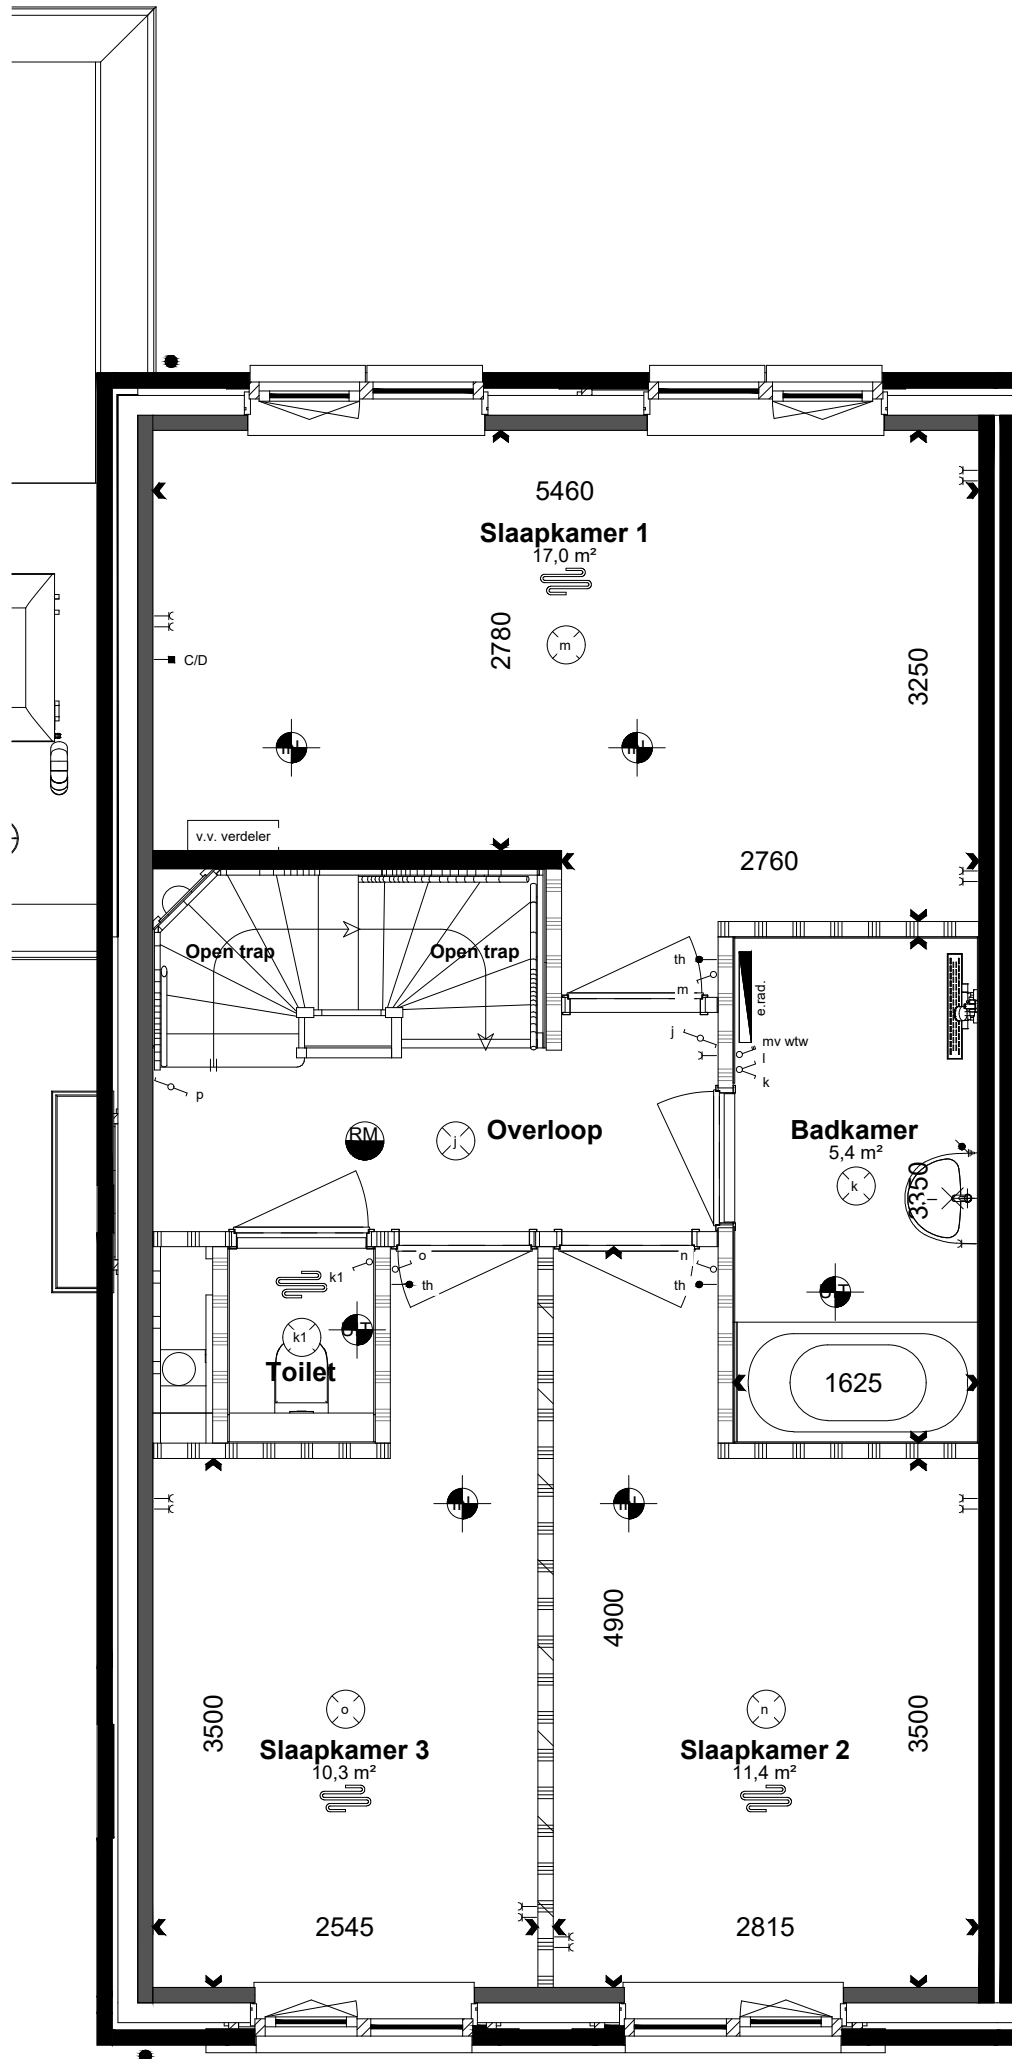 5460
Slaapkamer 1
17,0 m²
2780
m
C/D
3250
v.v. verdeler
2760
Open trap
Open trap
th
m
e.rad.
j
mv wtw
l
k
p
RM
j
Overloop
Badkamer
5,4 m²
k
3350
o
n
k1
th
th
k1
Toilet
1625
4900
3500
o
n
3500
Slaapkamer 3
10,3 m²
Slaapkamer 2
11,4 m²
2545
2815